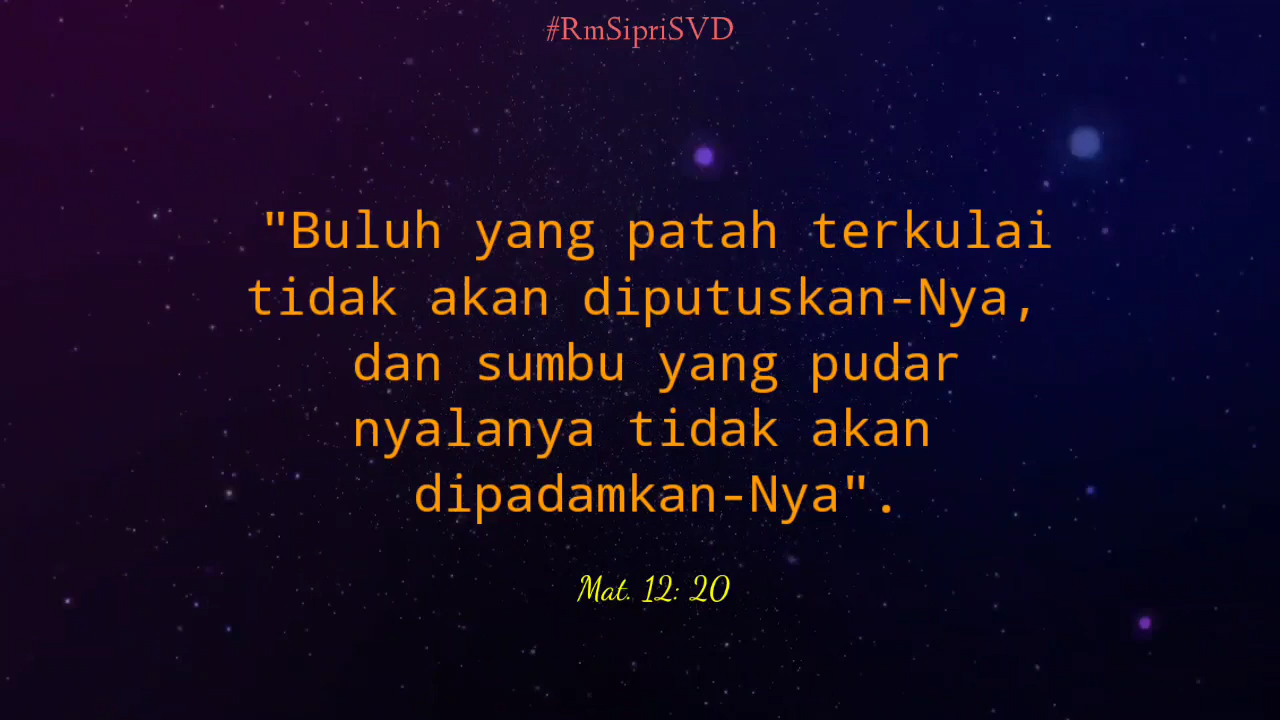 #RmSipriSVD
"Buluh yang patah terkulai
tidak akan diputuskan-Nya,
dan sumbu yang pudar
nyalanya tidak akan
dipadamkan-Nya".
Mat. 12: 20